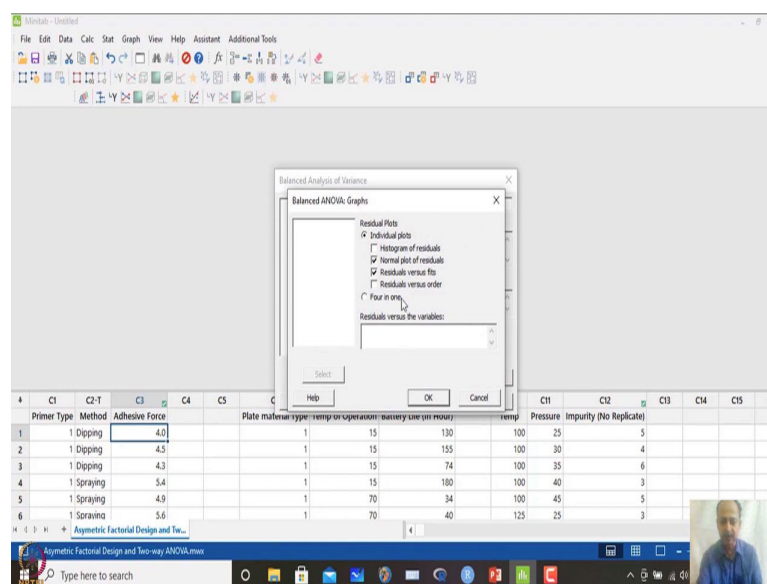 Minitab - Untitled
File Edit Data Calc Stat Graph View Help Assistant Additional Tools
Balanced Analysis of Variance
Balanced ANOVA: Graphs
Residual Plots
Individual plots
Histogram of residuals
Normal plot of residuals
Residuals versus fits
Residuals versus order
Four in one
Residuals versus the variables:
Select
Help OK Cancel
C1 C2-T C3 C4 C5 C11 C12 C13 C14 C15
Primer Type Method Adhesive Force Plate material Type Temp of Operation Battery Life (in Hour) Temp Pressure Impurity (No Replicate)
1 1 Dipping 4.0 1 15 130 100 25 5
2 1 Dipping 4.5 1 15 155 100 30 4
3 1 Dipping 4.3 1 15 74 100 35 6
4 1 Spraying 5.4 1 15 180 100 40 3
5 1 Spraying 4.9 1 70 34 100 45 5
6 1 Spraying 5.6 1 70 40 125 25 3
Asymetric Factorial Design and Tw...
Asymetric Factorial Design and Two-way ANOVA.mwx
Type here to search